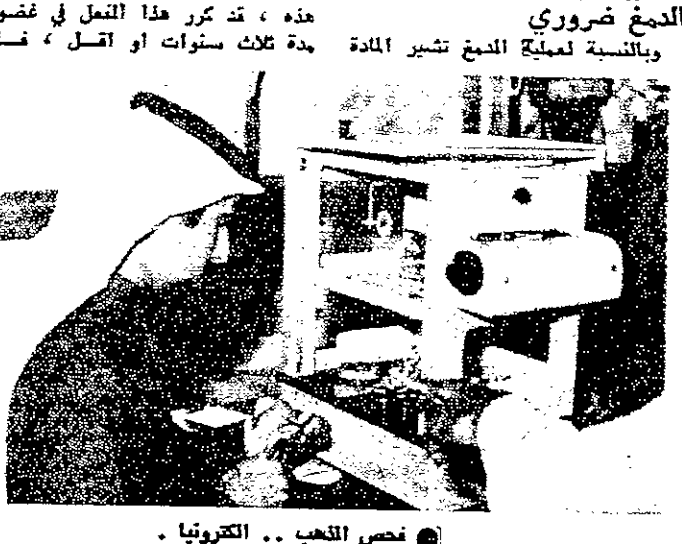 الدمغ ضروري
وبالنسبة لعملية الدمغ تشير المادة
هذه ، قد كرر هذا الفعل في غضو
مدة ثلاث سنوات او اقل ، فـ
● فحص الذهب .. الكترونيا .